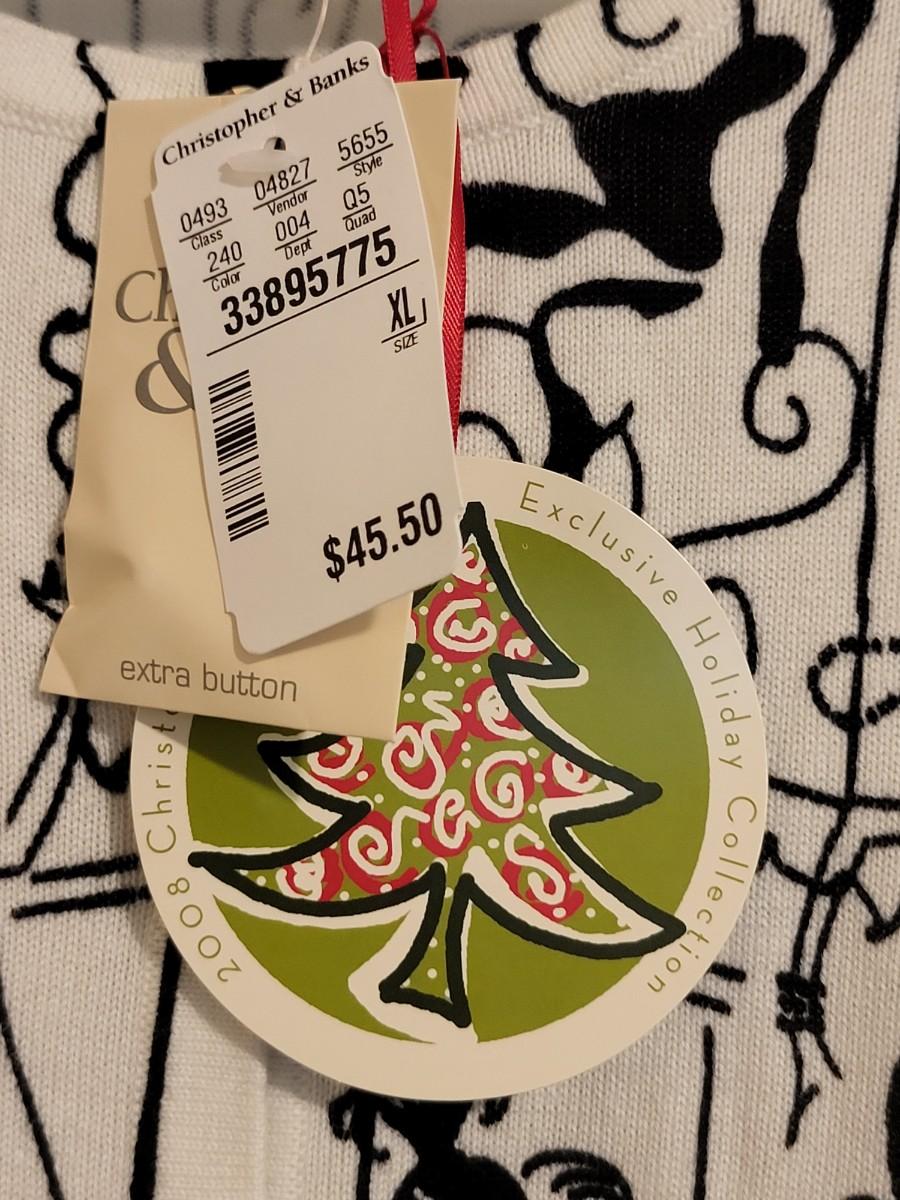 Christopher & Banks
0493 04827 5655
Class Vendor Style
240 004 Q5
Color Dept Quad
33895775
XL
SIZE
$45.50
&
extra button
Exclusive Holiday Collection
2008